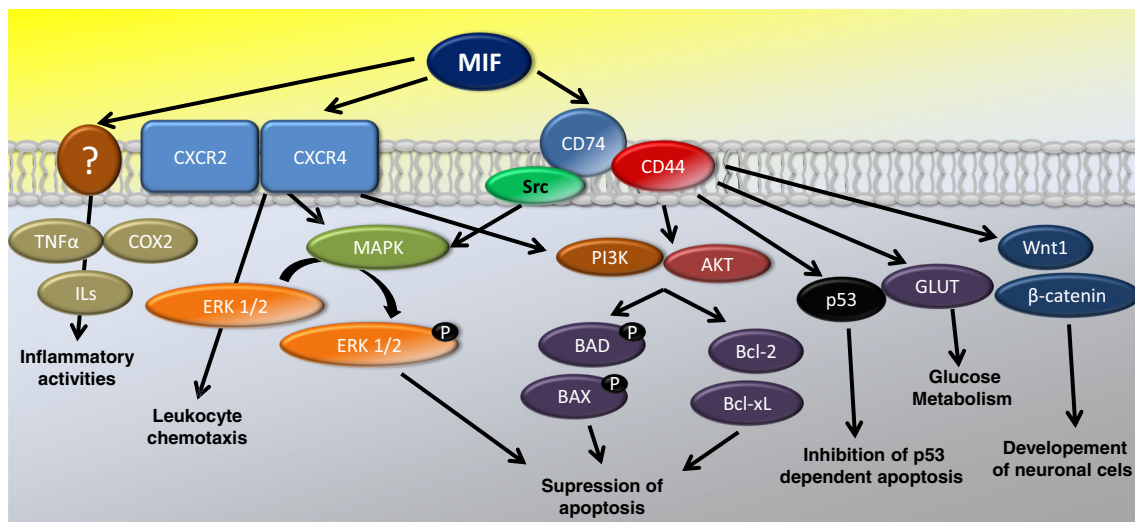 MIF
?
CXCR2
CXCR4
CD74
CD44
Src
TNFα
COX2
ILs
MAPK
PI3K
AKT
Wnt1
GLUT
p53
β-catenin
ERK 1/2
ERK 1/2
P
BAD
P
Bcl-2
BAX
P
Bcl-xL
Inflammatory
activities
Leukocyte
chemotaxis
Supression of
apoptosis
Inhibition of p53
dependent apoptosis
Glucose
Metabolism
Developement
of neuronal cels